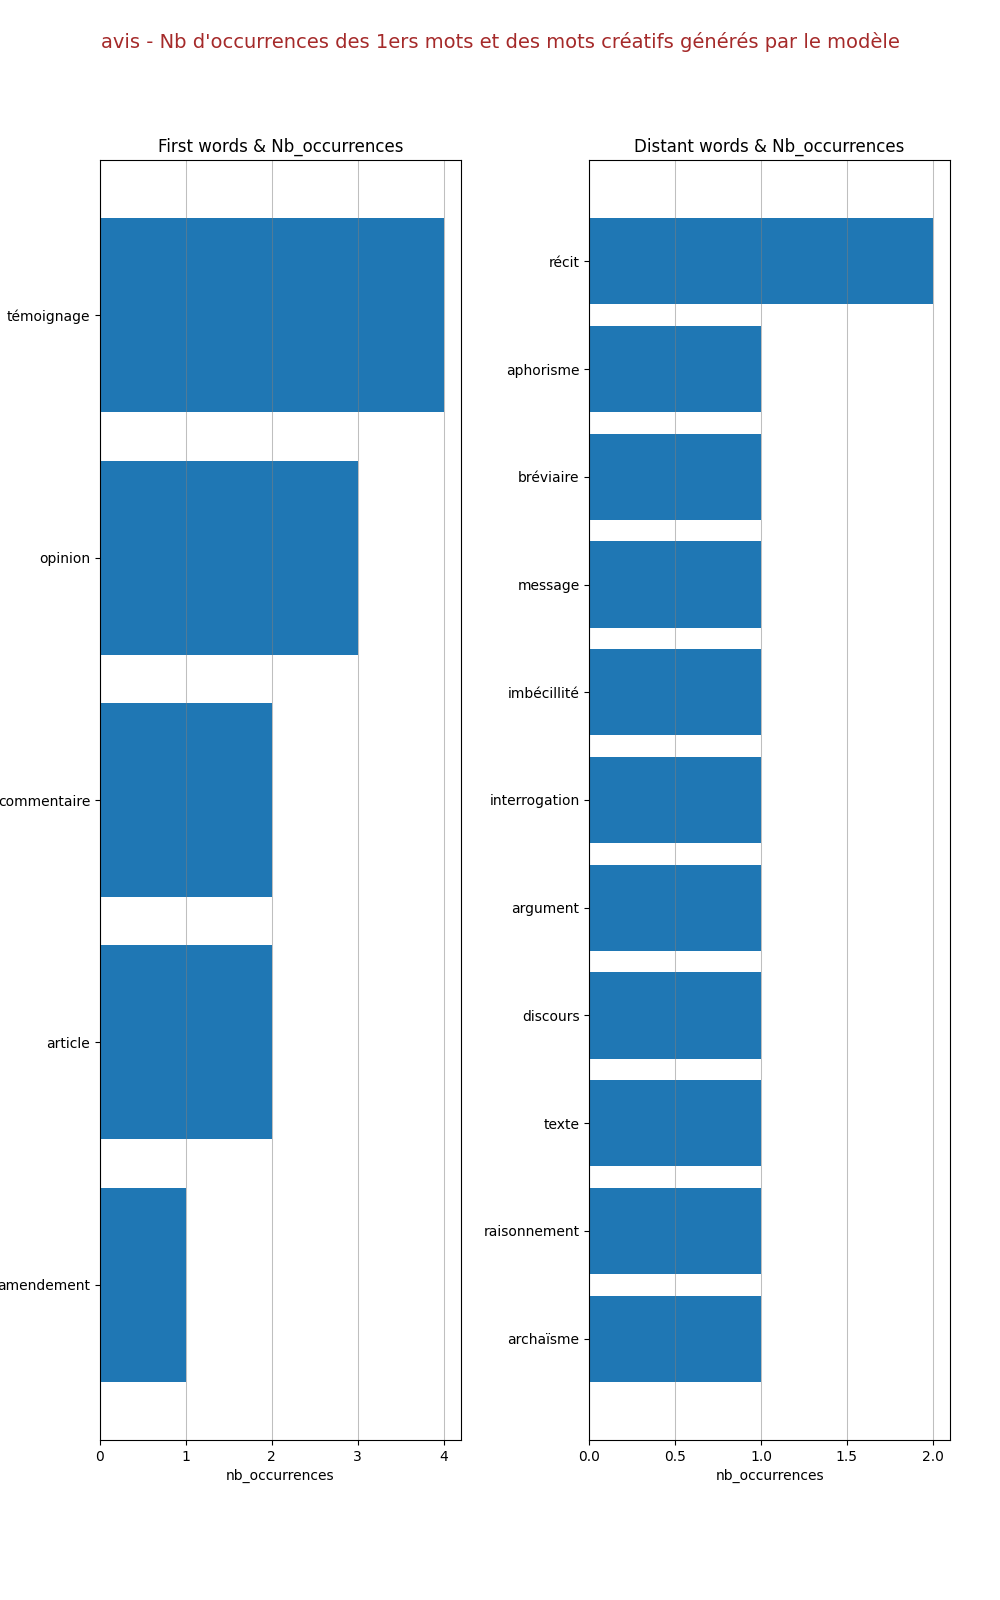 avis - Nb d'occurrences des 1ers mots et des mots créatifs générés par le modèle
First words & Nb_occurrences
témoignage
opinion
commentaire
article
amendement
0 1 2 3 4
nb_occurrences
Distant words & Nb_occurrences
récit
aphorisme
bréviaire
message
imbécillité
interrogation
argument
discours
texte
raisonnement
archaïsme
0.0 0.5 1.0 1.5 2.0
nb_occurrences